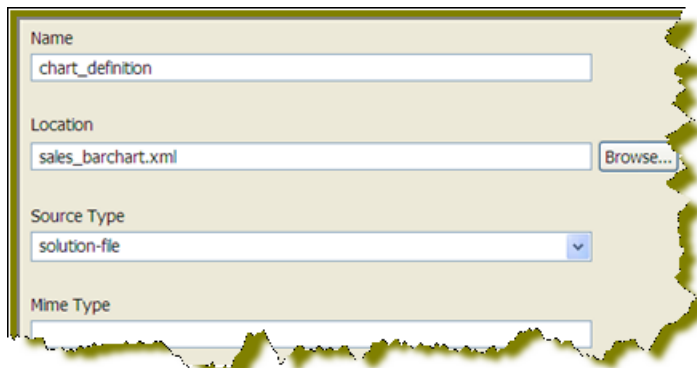 Name
chart_definition
Location
sales_barchart.xml
Browse...
Source Type
solution-file
Mime Type